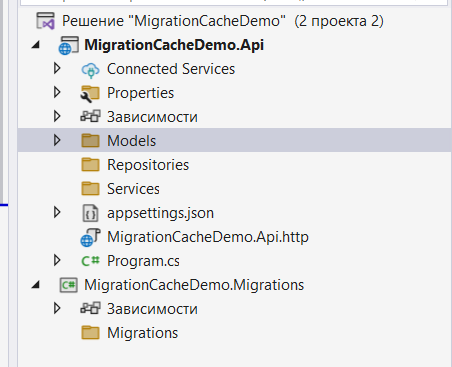 Решение "MigrationCacheDemo" (2 проекта 2)
MigrationCacheDemo.Api
Connected Services
Properties
Зависимости
Models
Repositories
Services
appsettings.json
MigrationCacheDemo.Api.http
C# Program.cs
C# MigrationCacheDemo.Migrations
Зависимости
Migrations